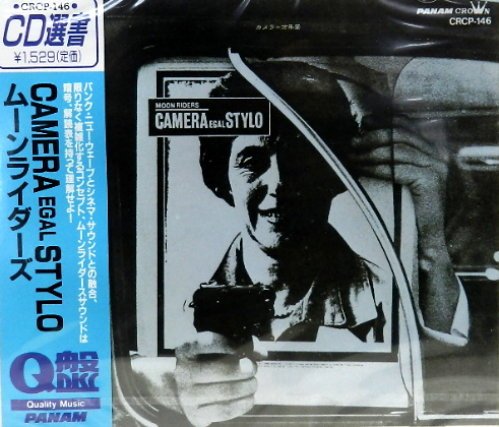 ●CRCP-146●
CD選書
¥1,529(定価)
パンク・ニューウェーブとシネマ・サウンドとの融合、
限りなく複雑化するコンセプト、ムーンライダースサウンドは
暗号、解読表を持って理解せよ!
CAMERA EGAL STYLO
ムーンライダーズ
Q盤
Quality Music
PANAM
カメラ=万年筆
PANAM CROWN
CRCP-146
MOON RIDERS
CAMERA EGAL STYLO